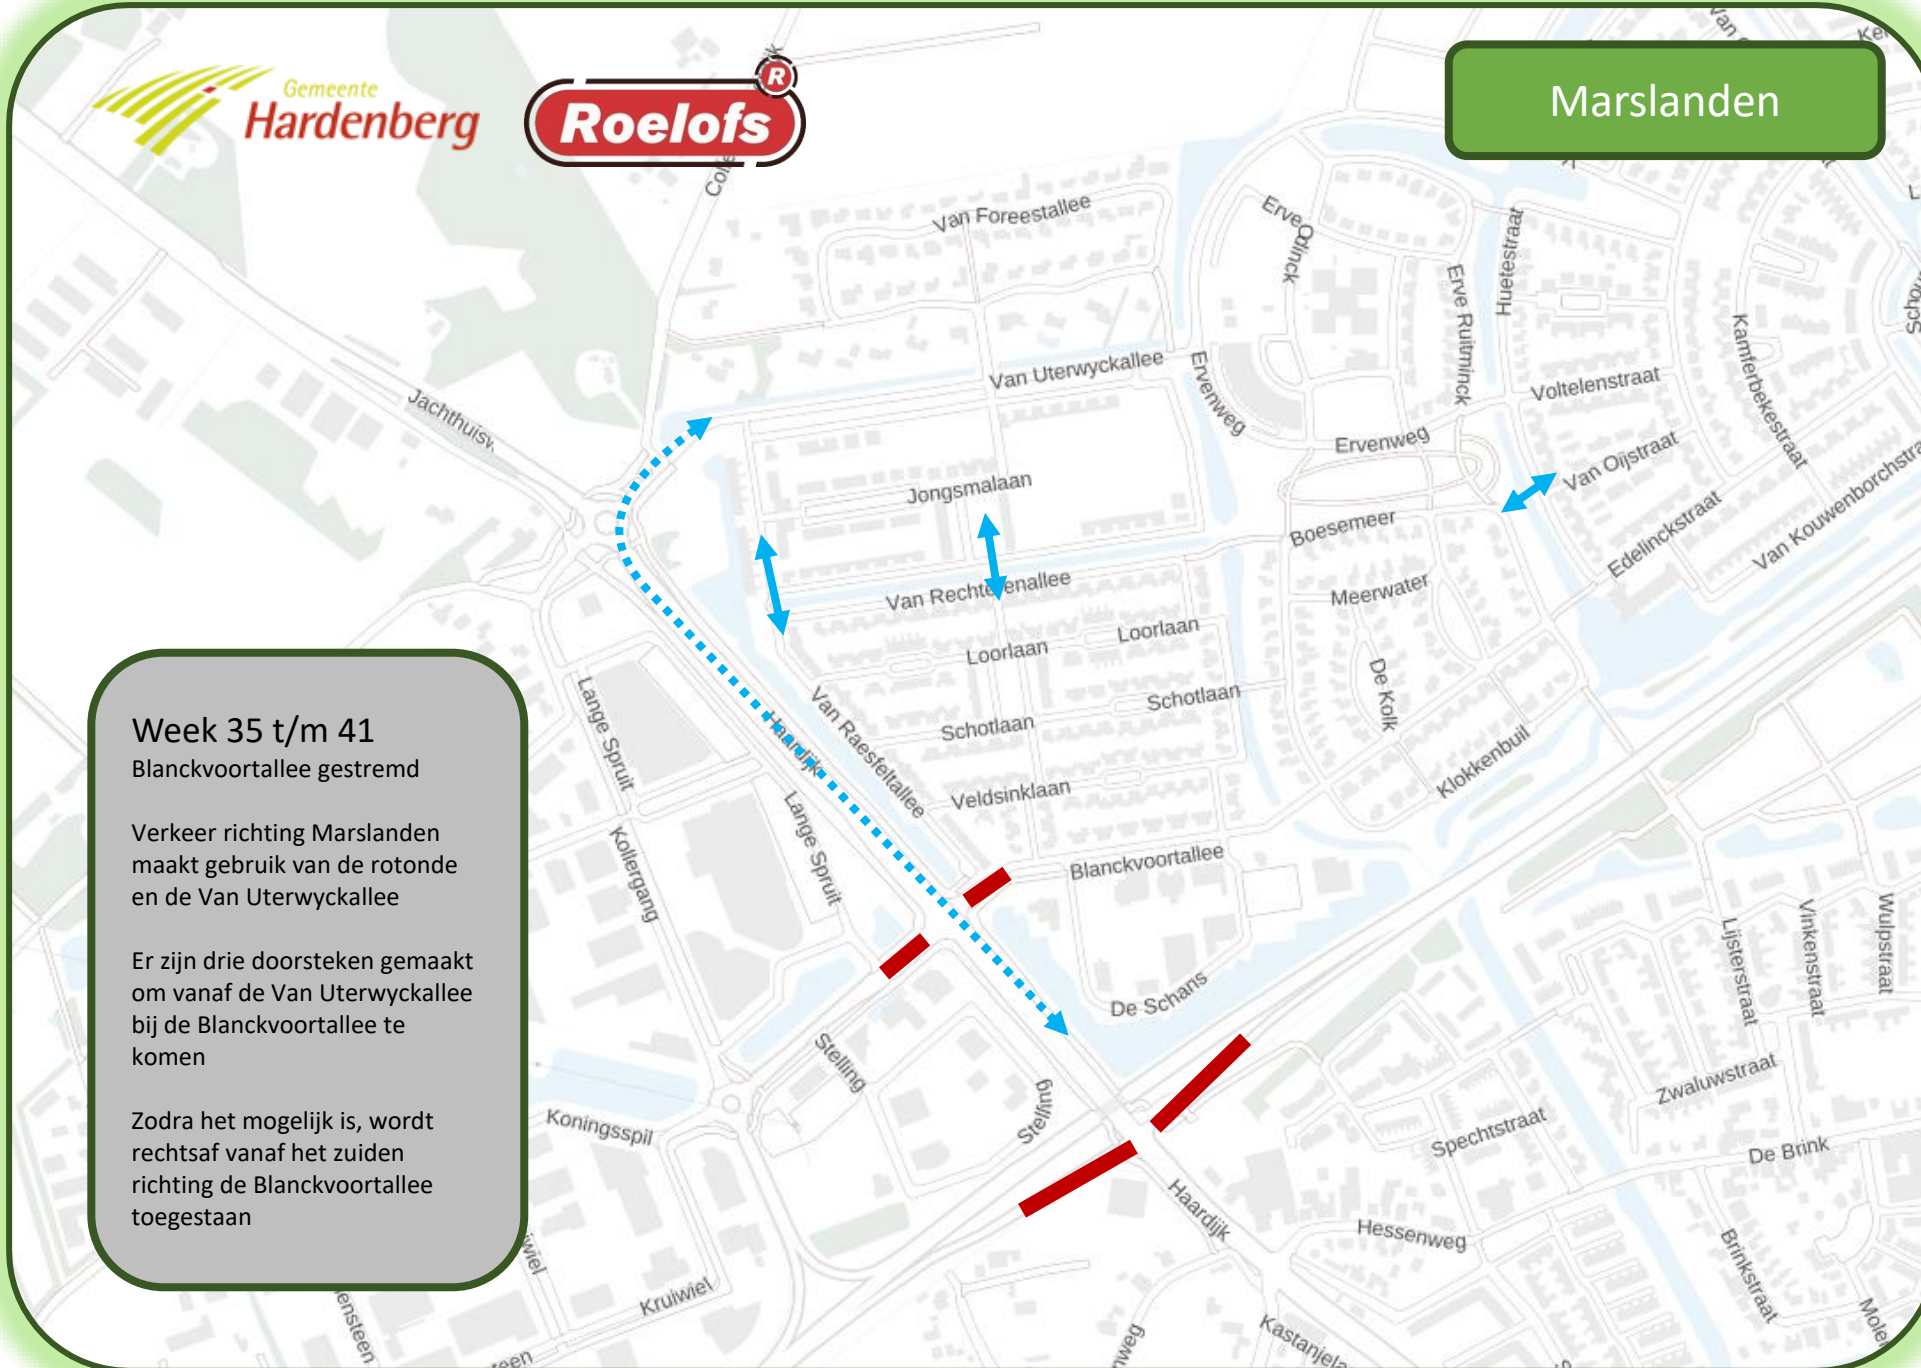 Gemeente
Hardenberg
Roelofs
R
Marslanden
Van Foreestallee
Erve Odinck
Huetestraat
Erve Ruitminck
Kamferbekestraat
Van Uterwyckallee
Ervenweg
Voltelenstraat
Jachthuisw
Ervenweg
Van Oijstraat
Jongsmalaan
Boesemeer
Edelinckstraat
Van Kouwenborchstra
Van Rechterenallee
Meerwater
Loorlaan
Loorlaan
De Kolk
Lange Spruit
Haardijk
Van Raesfeltallee
Schotlaan
Schotlaan
Klokkenbuil
Veldsinklaan
Lange Spruit
Kollergang
Blanckvoortallee
Lijsterstraat
Vinkenstraat
Wulpstraat
De Schans
Stelling
Stelling
Zwaluwstraat
Koningsspil
Spechtstraat
De Brink
Haardijk
Hessenweg
Brinkstraat
Kruiwiel
iwiel
ensteen
Kastanjela
Week 35 t/m 41
Blanckvoortallee gestremd
Verkeer richting Marslanden
maakt gebruik van de rotonde
en de Van Uterwyckallee
Er zijn drie doorsteken gemaakt
om vanaf de Van Uterwyckallee
bij de Blanckvoortallee te
komen
Zodra het mogelijk is, wordt
rechtsaf vanaf het zuiden
richting de Blanckvoortallee
toegestaan